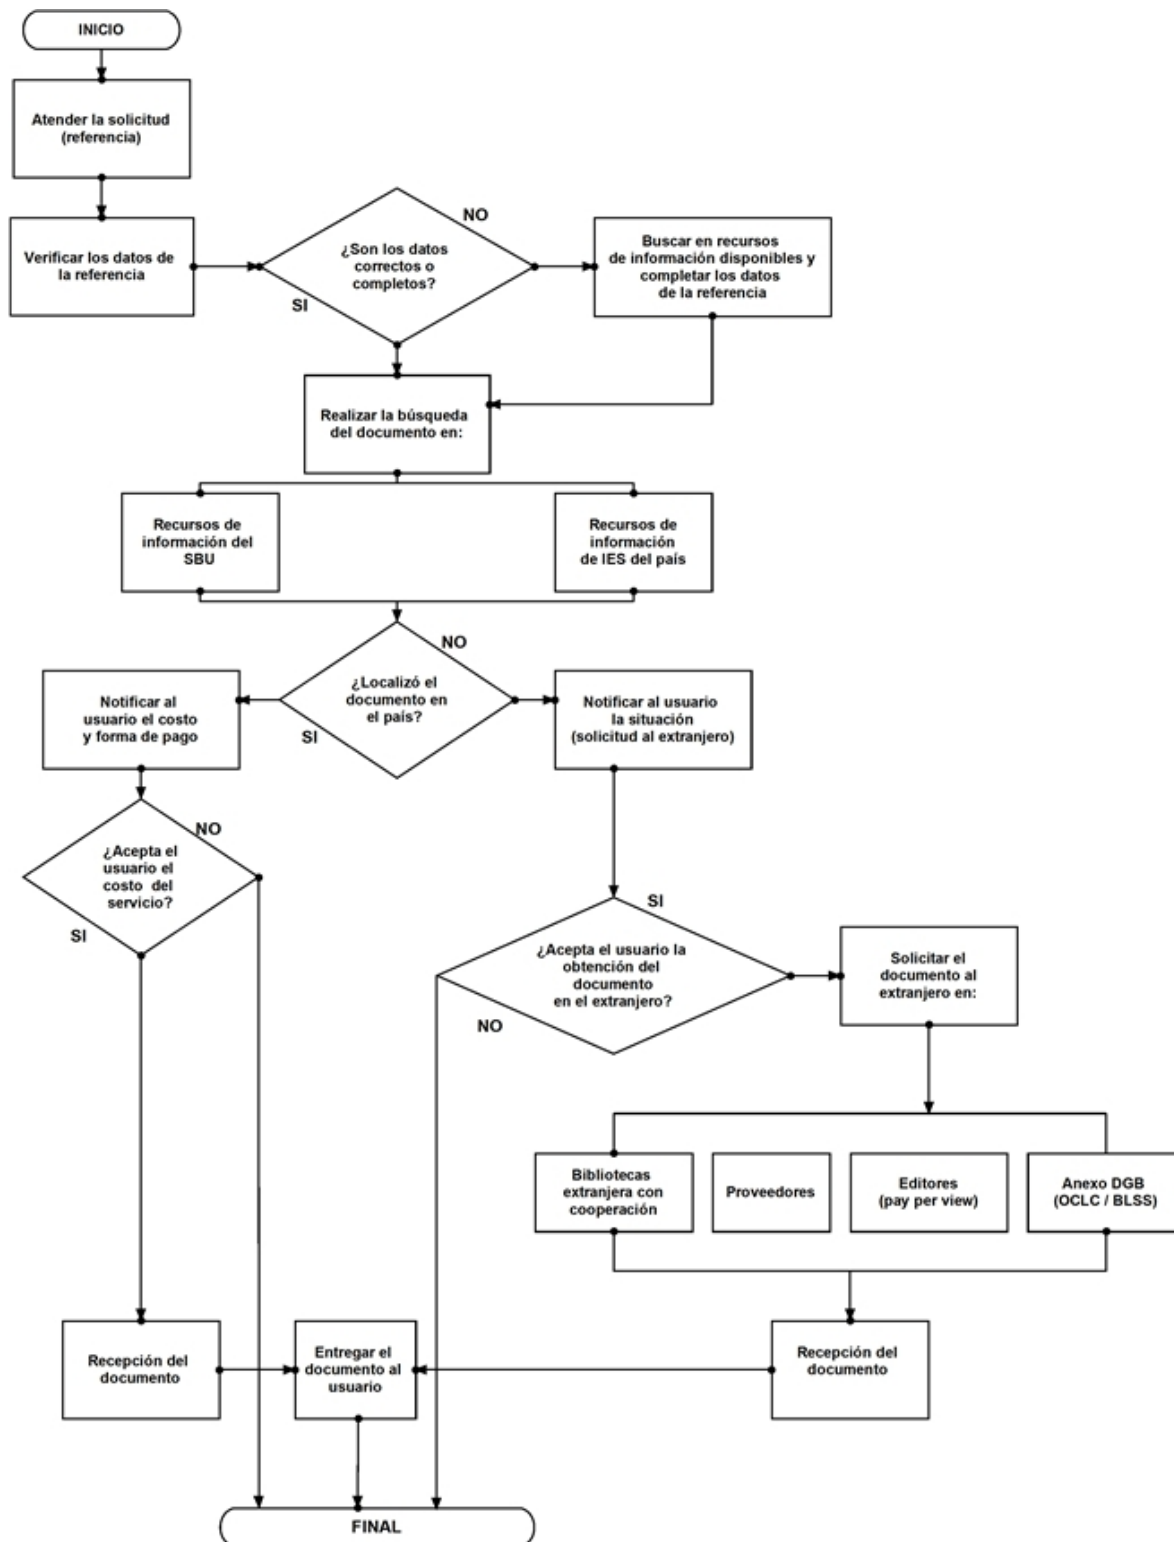 INICIO
Atender la solicitud
(referencia)
Verificar los datos de
la referencia
¿Son los datos
correctos o
completos?
NO
SI
Buscar en recursos
de información disponibles y
completar los datos
de la referencia
Realizar la búsqueda
del documento en:
Recursos de
información del
SBU
Recursos de
información
de IES del país
¿Localizó el
documento en
el país?
NO
SI
Notificar al
usuario el costo
y forma de pago
Notificar al usuario
la situación
(solicitud al extranjero)
¿Acepta el
usuario el
costo del
servicio?
NO
SI
¿Acepta el usuario la
obtención del
documento
en el extranjero?
SI
NO
Solicitar el
documento al
extranjero en:
Bibliotecas
extranjera con
cooperación
Proveedores
Editores
(pay per view)
Anexo DGB
(OCLC / BLSS)
Recepción del
documento
Entregar el
documento al
usuario
Recepción del
documento
FINAL